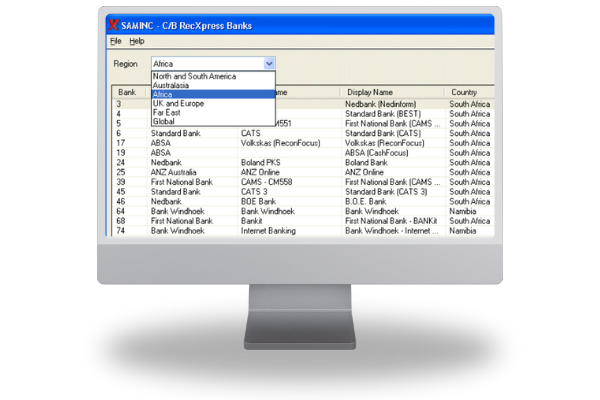 SAMINC - C/B RecXpress Banks
File Help
Region Africa
North and South America
Australasia
Africa
UK and Europe
Far East
Global
Bank ame Display Name Country
3 Nedbank (Nedinform) South Africa
4 Standard Bank (BEST) South Africa
5 M551 First National Bank (CAMS ... South Africa
6 Standard Bank CATS Standard Bank (CATS) South Africa
17 ABSA Volkskas (ReconFocus) Volkskas (ReconFocus) South Africa
19 ABSA ABSA (CashFocus) South Africa
24 Nedbank Boland PKS Boland Bank South Africa
25 ANZ Australia ANZ Online ANZ Online South Africa
39 First National Bank CAMS - CM558 First National Bank (CAMS ... South Africa
45 Standard Bank CATS 3 Standard Bank (CATS 3) South Africa
46 Nedbank BOE Bank B.O.E. Bank South Africa
64 Bank Windhoek Bank Windhoek Bank Windhoek Namibia
68 First National Bank Bankit First National Bank - BANKit South Africa
74 Bank Windhoek Internet Banking Bank Windhoek - Internet ... Namibia